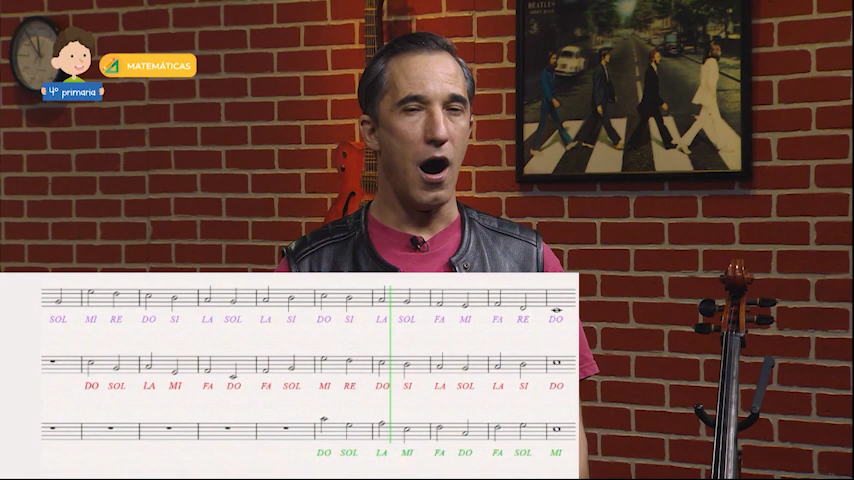 BEATLES
MATEMÁTICAS
4º primaria
SOL MI RE DO SI LA SOL LA SI DO SI LA SOL FA MI FA RE DO
DO SOL LA MI FA DO FA SOL MI RE DO SI LA SOL LA SI DO
DO SOL LA MI FA DO FA SOL MI